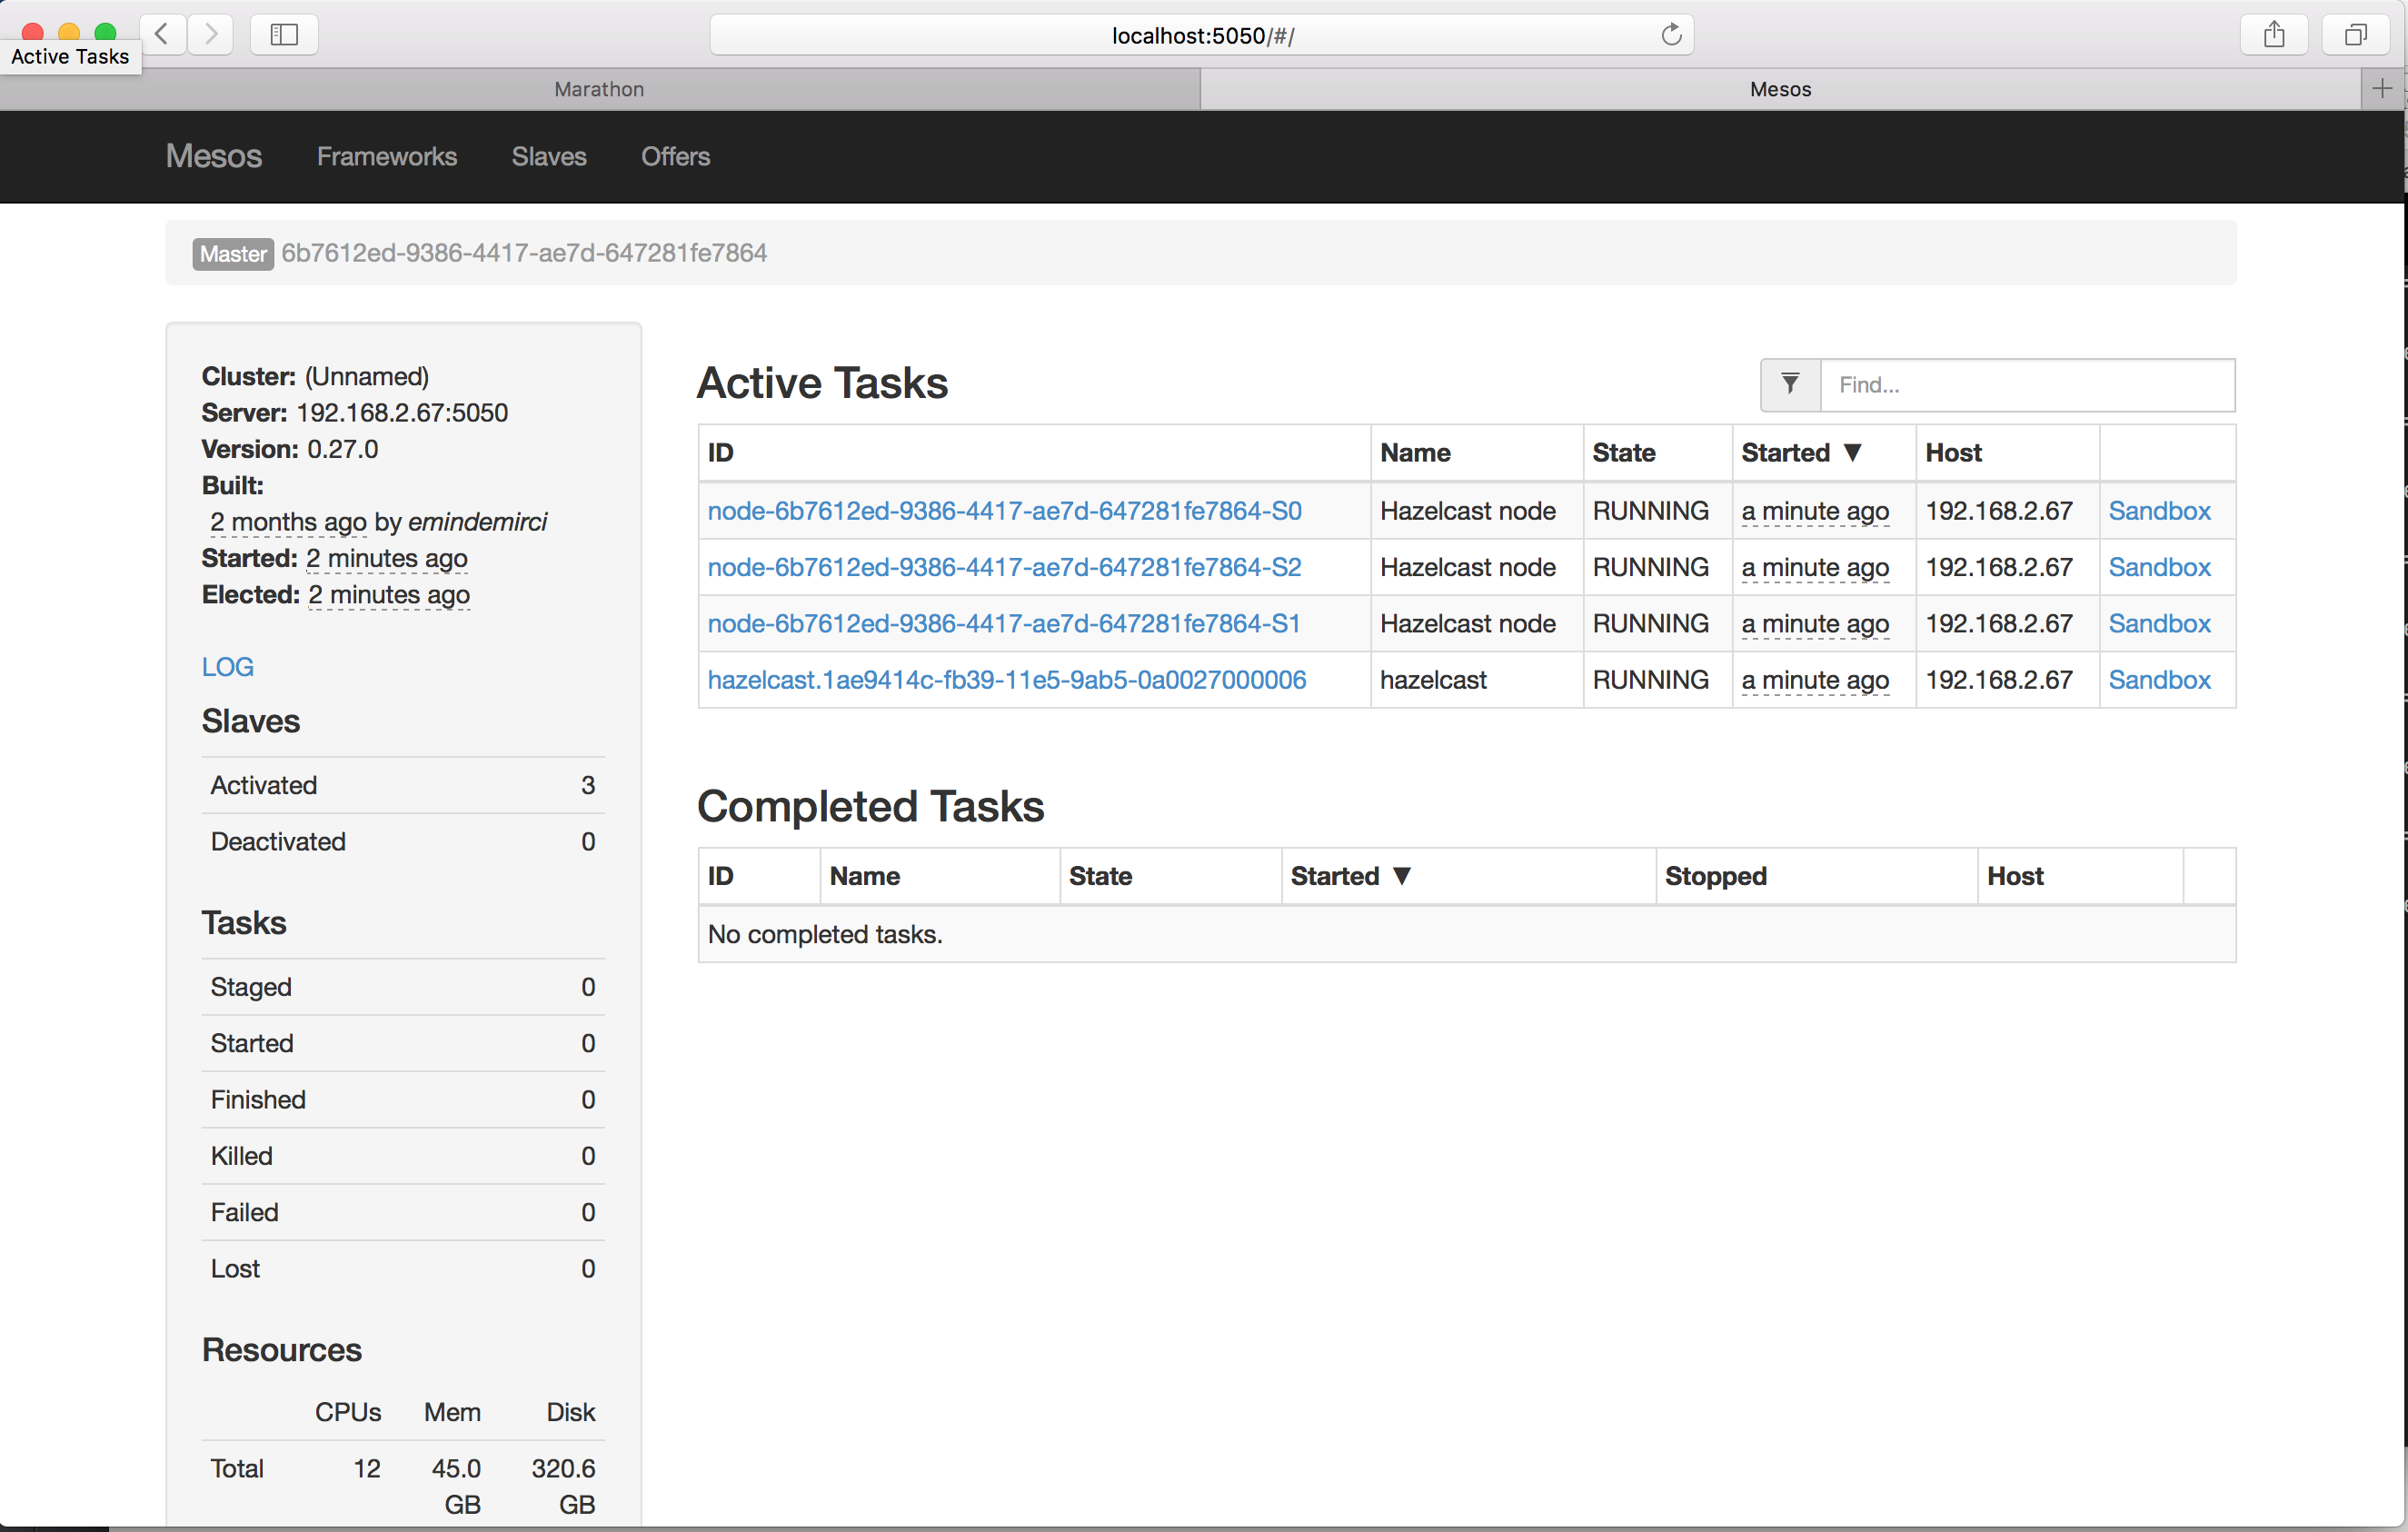 localhost:5050/#/
Active Tasks
Marathon
Mesos
Mesos Frameworks Slaves Offers
Master 6b7612ed-9386-4417-ae7d-647281fe7864
Cluster: (Unnamed)
Server: 192.168.2.67:5050
Version: 0.27.0
Built:
2 months ago by emindemirci
Started: 2 minutes ago
Elected: 2 minutes ago
LOG
Slaves
Activated 3
Deactivated 0
Tasks
Staged 0
Started 0
Finished 0
Killed 0
Failed 0
Lost 0
Resources
CPUs Mem Disk
Total 12 45.0 GB 320.6 GB
Active Tasks
Find...
ID Name State Started ▼ Host
node-6b7612ed-9386-4417-ae7d-647281fe7864-S0 Hazelcast node RUNNING a minute ago 192.168.2.67 Sandbox
node-6b7612ed-9386-4417-ae7d-647281fe7864-S2 Hazelcast node RUNNING a minute ago 192.168.2.67 Sandbox
node-6b7612ed-9386-4417-ae7d-647281fe7864-S1 Hazelcast node RUNNING a minute ago 192.168.2.67 Sandbox
hazelcast.1ae9414c-fb39-11e5-9ab5-0a0027000006 hazelcast RUNNING a minute ago 192.168.2.67 Sandbox
Completed Tasks
ID Name State Started ▼ Stopped Host
No completed tasks.